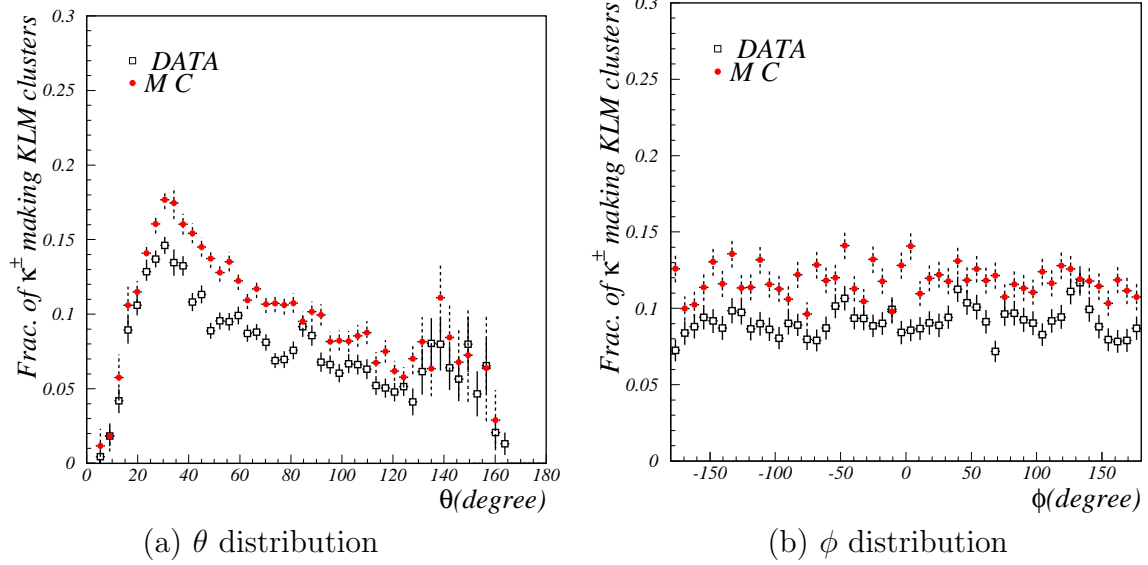 0.3
0.25
0.2
0.15
0.1
0.05
0
Frac. of κ± making KLM clusters
DATA
M C
0 20 40 60 80 100 120 140 160 180
θ(degree)
(a) θ distribution
0.3
0.25
0.2
0.15
0.1
0.05
0
Frac. of κ± making KLM clusters
DATA
M C
-150 -100 -50 0 50 100 150
ϕ(degree)
(b) ϕ distribution